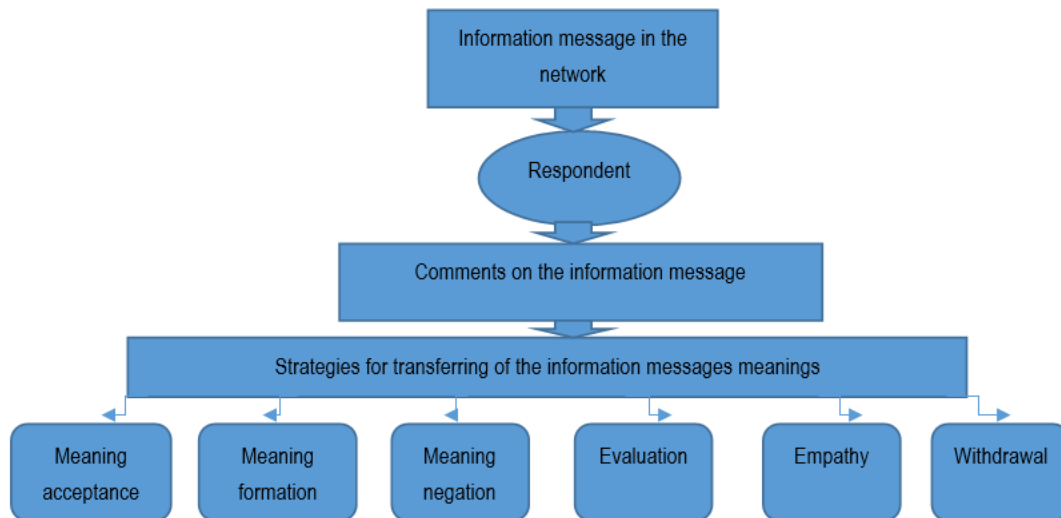 Information message in the
network
Respondent
Comments on the information message
Strategies for transferring of the information messages meanings
Meaning
acceptance
Meaning
formation
Meaning
negation
Evaluation
Empathy
Withdrawal